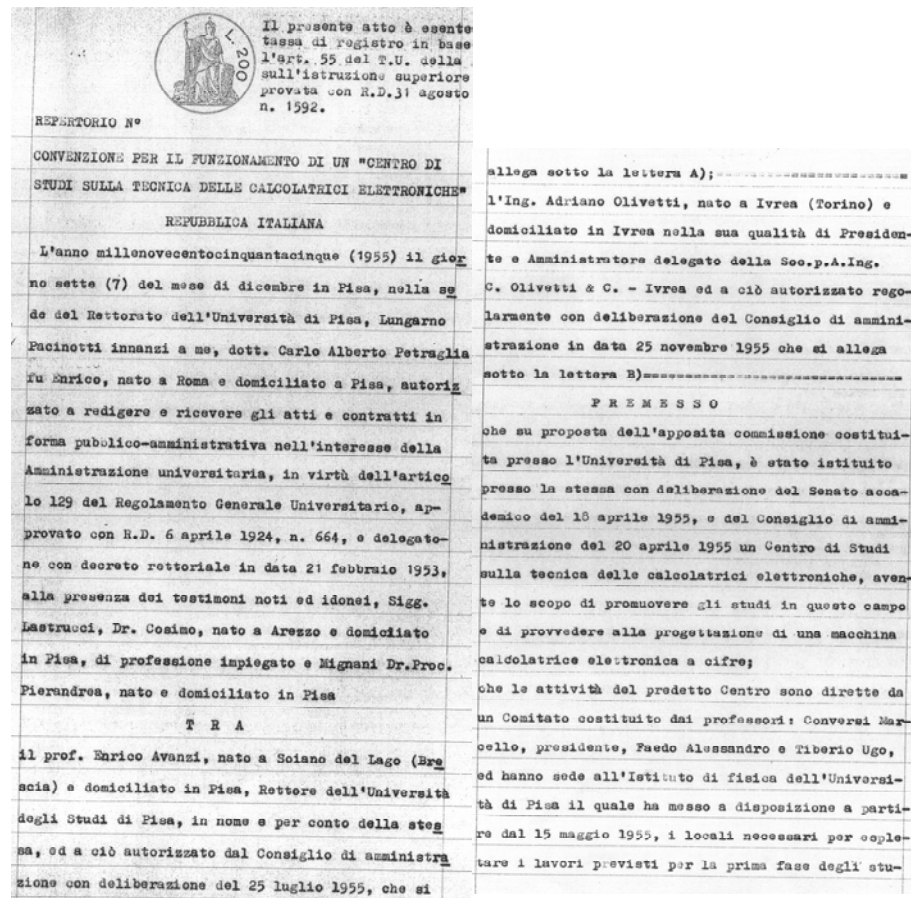 L. 200
Il presente atto è esente
tassa di registro in base
l'art. 55 del T.U. della
sull'istruzione superiore
provata con R.D.31 agosto
n. 1592.
REPERTORIO N°
CONVENZIONE PER IL FUNZIONAMENTO DI UN "CENTRO DI
STUDI SULLA TECNICA DELLE CALCOLATRICI ELETTRONICHE"
REPUBBLICA ITALIANA
L'anno millenovecentocinquantacinque (1955) il gior
no sette (7) del mese di dicembre in Pisa, nella se
de del Rettorato dell'Università di Pisa, Lungarno
Pacinotti innanzi a me, dott. Carlo Alberto Petraglia
fu Enrico, nato a Roma e domiciliato a Pisa, autoriz
zato a redigere e ricevere gli atti e contratti in
forma pubblico-amministrativa nell'interesse della
Amministrazione universitaria, in virtù dell'artico
lo 129 del Regolamento Generale Universitario, ap-
provato con R.D. 6 aprile 1924, n. 664, e delegato-
ne con decreto rettoriale in data 21 febbraio 1953,
alla presenza dei testimoni noti ed idonei, Sigg.
Lastrucci, Dr. Cosimo, nato a Arezzo e domiciliato
in Pisa, di professione impiegato e Mignani Dr.Proc.
Pierandrea, nato e domiciliato in Pisa
T R A
il prof. Enrico Avanzi, nato a Soiano del Lago (Bre
scia) e domiciliato in Pisa, Rettore dell'Università
degli Studi di Pisa, in nome e per conto della stes
sa, ed a ciò autorizzato dal Consiglio di amministra
zione con deliberazione del 25 luglio 1955, che si
allega sotto la lettera A);
l'Ing. Adriano Olivetti, nato a Ivrea (Torino) e
domiciliato in Ivrea nella sua qualità di Presiden-
te e Amministratore delegato della Soc.p.A.Ing.
C. Olivetti & C. - Ivrea ed a ciò autorizzato rego-
larmente con deliberazione del Consiglio di ammini-
strazione in data 25 novembre 1955 che si allega
sotto la lettera B)
P R E M E S S O
che su proposta dell'apposita commissione costitui-
ta presso l'Università di Pisa, è stato istituito
presso la stessa con deliberazione del Senato acca-
demico del 18 aprile 1955, e del Consiglio di ammi-
nistrazione del 20 aprile 1955 un Centro di Studi
sulla tecnica delle calcolatrici elettroniche, aven-
te lo scopo di promuovere gli studi in questo campo
e di provvedere alla progettazione di una macchina
caldolatrice elettronica a cifre;
che le attività del predetto Centro sono dirette da
un Comitato costituito dai professori: Conversi Mar-
cello, presidente, Faedo Alessandro e Tiberio Ugo,
ed hanno sede all'Istituto di fisica dell'Universi-
tà di Pisa il quale ha messo a disposizione a parti-
re dal 15 maggio 1955, i locali necessari per esple-
tare i lavori previsti per la prima fase degli stu-